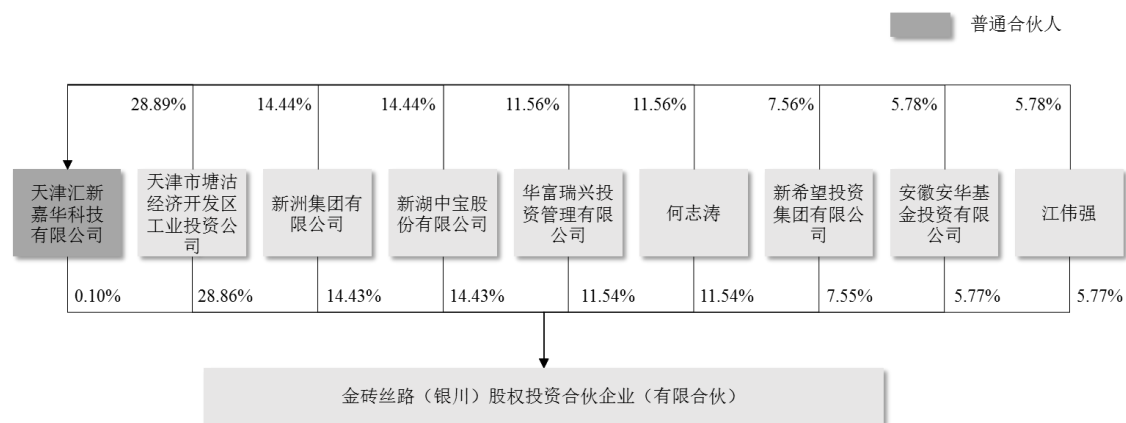 普通合伙人
28.89%
14.44%
14.44%
11.56%
11.56%
7.56%
5.78%
5.78%
天津汇新
嘉华科技
有限公司
天津市塘沽
经济开发区
工业投资公
司
新洲集团有
限公司
新湖中宝股
份有限公司
华富瑞兴投
资管理有限
公司
何志涛
新希望投资
集团有限公
司
安徽安华基
金投资有限
公司
江伟强
0.10%
28.86%
14.43%
14.43%
11.54%
11.54%
7.55%
5.77%
5.77%
金砖丝路（银川）股权投资合伙企业（有限合伙）